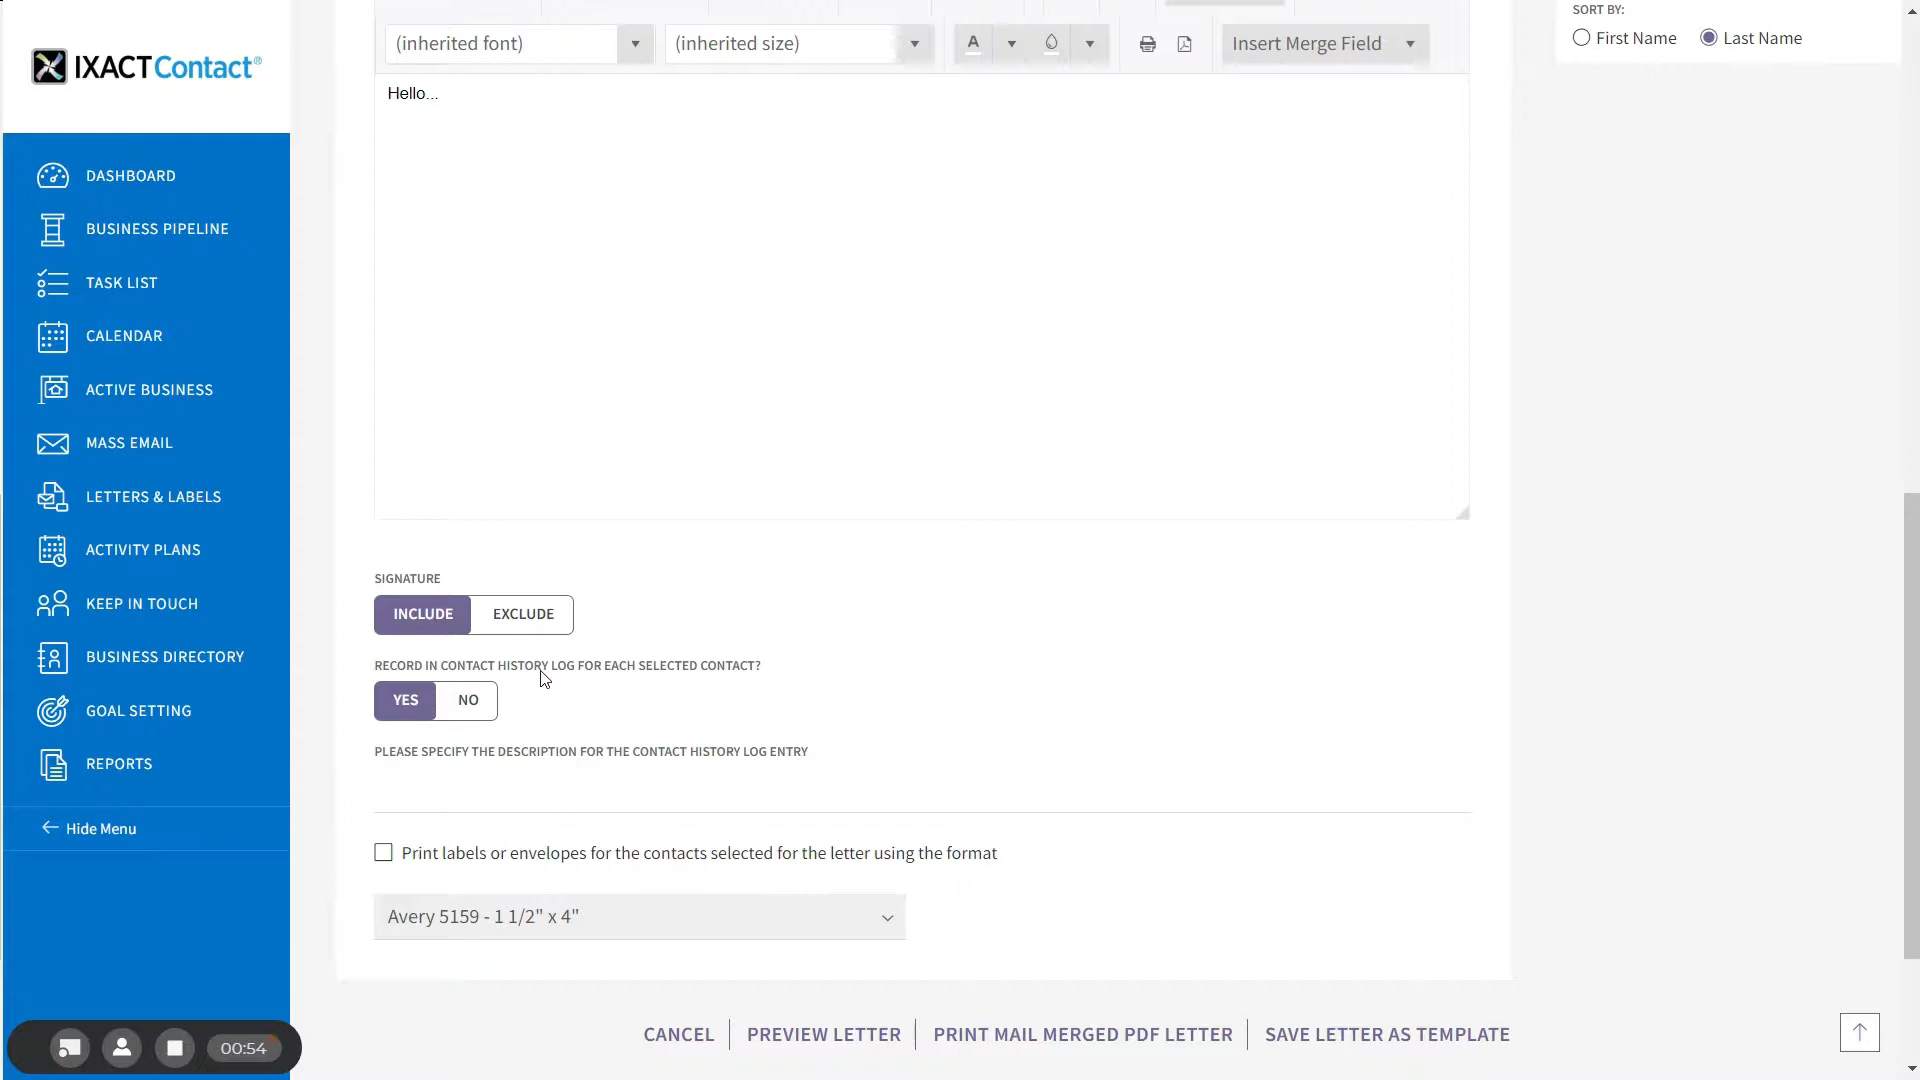 IXACTContact®
DASHBOARD
BUSINESS PIPELINE
TASK LIST
CALENDAR
ACTIVE BUSINESS
MASS EMAIL
LETTERS & LABELS
ACTIVITY PLANS
KEEP IN TOUCH
BUSINESS DIRECTORY
GOAL SETTING
REPORTS
Hide Menu
00:54
(inherited font) (inherited size) A Insert Merge Field
Hello...
SIGNATURE
INCLUDE EXCLUDE
RECORD IN CONTACT HISTORY LOG FOR EACH SELECTED CONTACT?
YES NO
PLEASE SPECIFY THE DESCRIPTION FOR THE CONTACT HISTORY LOG ENTRY
Print labels or envelopes for the contacts selected for the letter using the format
Avery 5159 - 1 1/2" x 4"
CANCEL PREVIEW LETTER PRINT MAIL MERGED PDF LETTER SAVE LETTER AS TEMPLATE
SORT BY:
First Name Last Name